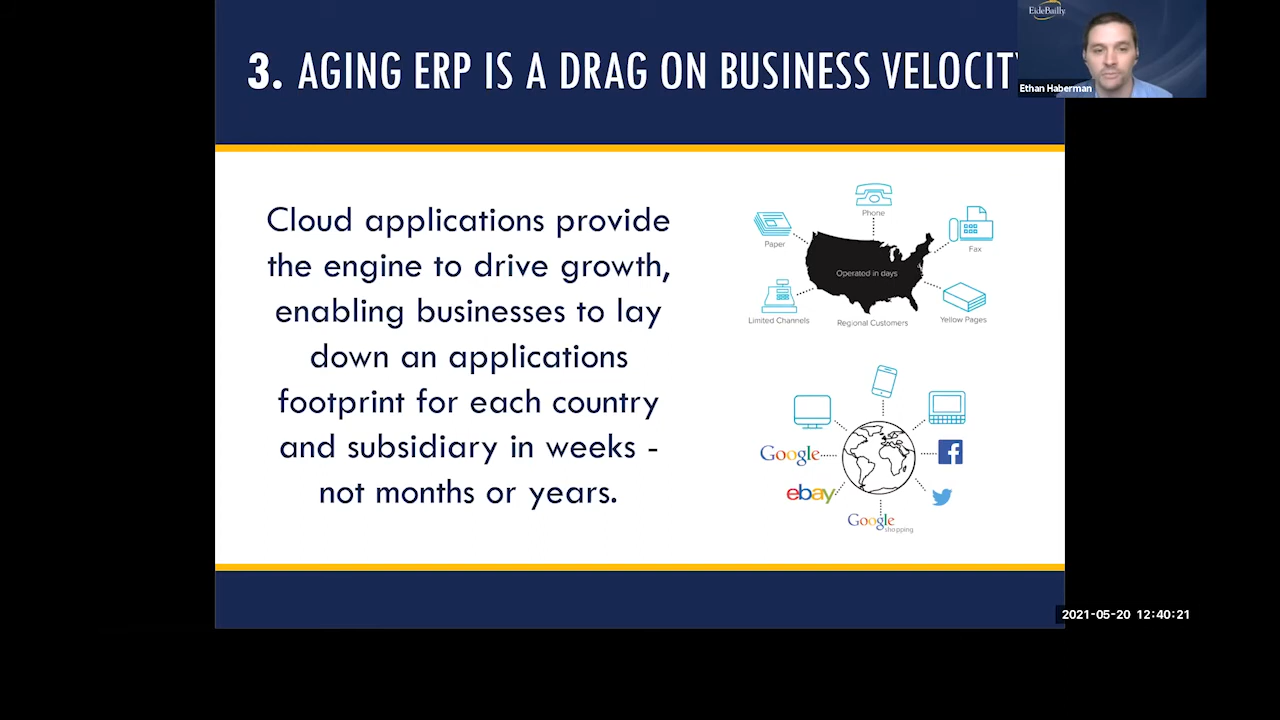 3. AGING ERP IS A DRAG ON BUSINESS VELOCITY
EideBailly
Ethan Haberman
Cloud applications provide
the engine to drive growth,
enabling businesses to lay
down an applications
footprint for each country
and subsidiary in weeks -
not months or years.
Phone
Paper
Fax
Operated in days
Limited Channels
Regional Customers
Yellow Pages
Google
ebay
Google
shopping
2021-05-20 12:40:21